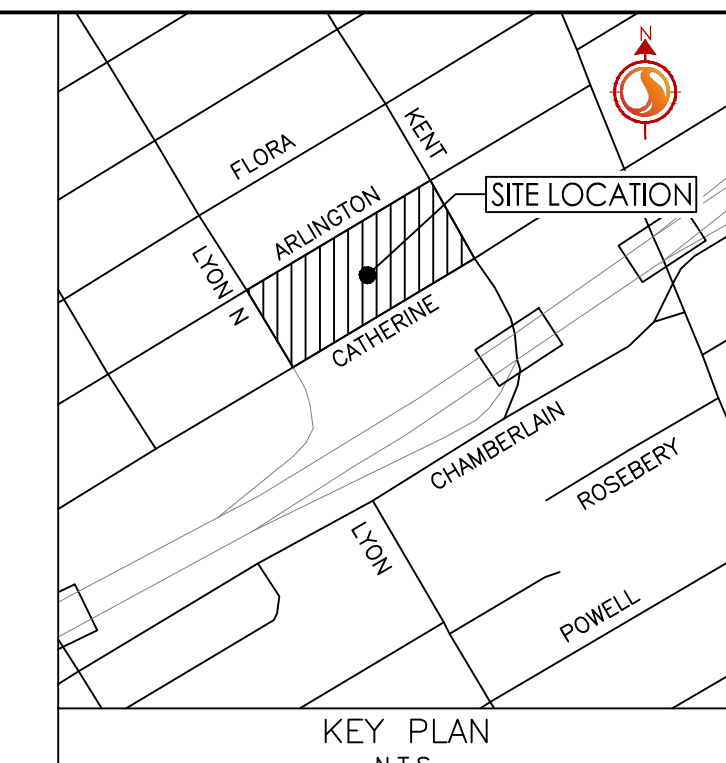 N
FLORA
KENT
SITE LOCATION
ARLINGTON
LYON N
CATHERINE
CHAMBERLAIN
ROSEBERY
LYON
POWELL
KEY PLAN
N.T.S.